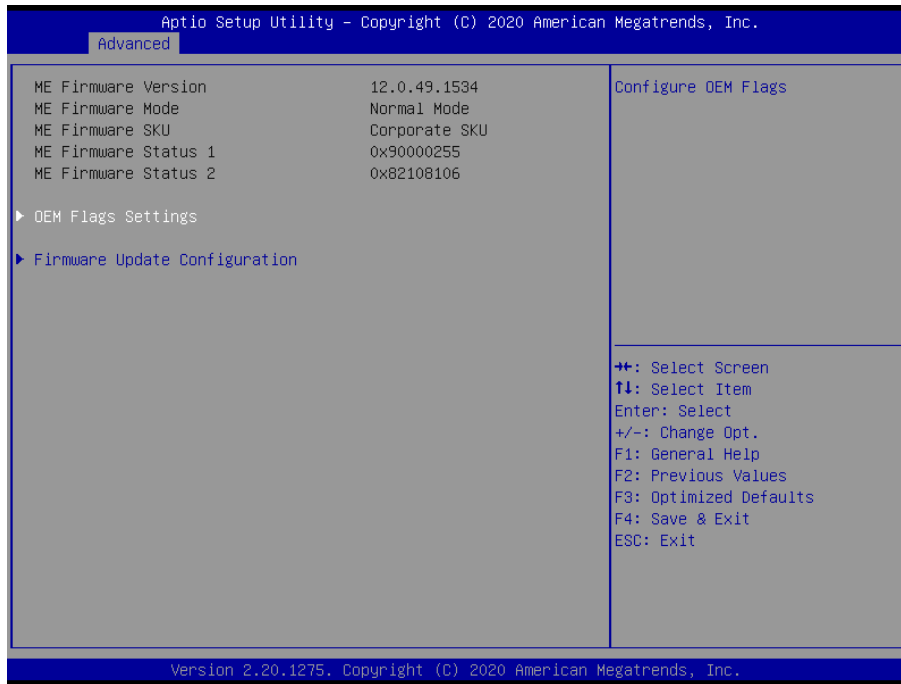 Aptio Setup Utility – Copyright (C) 2020 American Megatrends, Inc.
Advanced
ME Firmware Version 12.0.49.1534
ME Firmware Mode Normal Mode
ME Firmware SKU Corporate SKU
ME Firmware Status 1 0x90000255
ME Firmware Status 2 0x82108106
OEM Flags Settings
Firmware Update Configuration
Configure OEM Flags
→←: Select Screen
↑↓: Select Item
Enter: Select
+/-: Change Opt.
F1: General Help
F2: Previous Values
F3: Optimized Defaults
F4: Save & Exit
ESC: Exit
Version 2.20.1275. Copyright (C) 2020 American Megatrends, Inc.